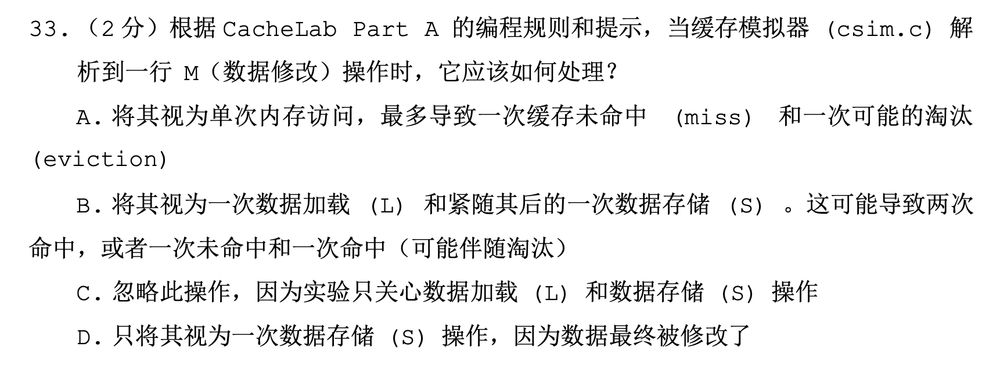 33.（2分）根据 CacheLab Part A 的编程规则和提示，当缓存模拟器 (csim.c) 解
析到一行 M（数据修改）操作时，它应该如何处理？
A.将其视为单次内存访问，最多导致一次缓存未命中 (miss) 和一次可能的淘汰
(eviction)
B.将其视为一次数据加载 (L) 和紧随其后的一次数据存储 (S) 。这可能导致两次
命中，或者一次未命中和一次命中（可能伴随淘汰）
C.忽略此操作，因为实验只关心数据加载 (L) 和数据存储 (S) 操作
D.只将其视为一次数据存储 (S) 操作，因为数据最终被修改了